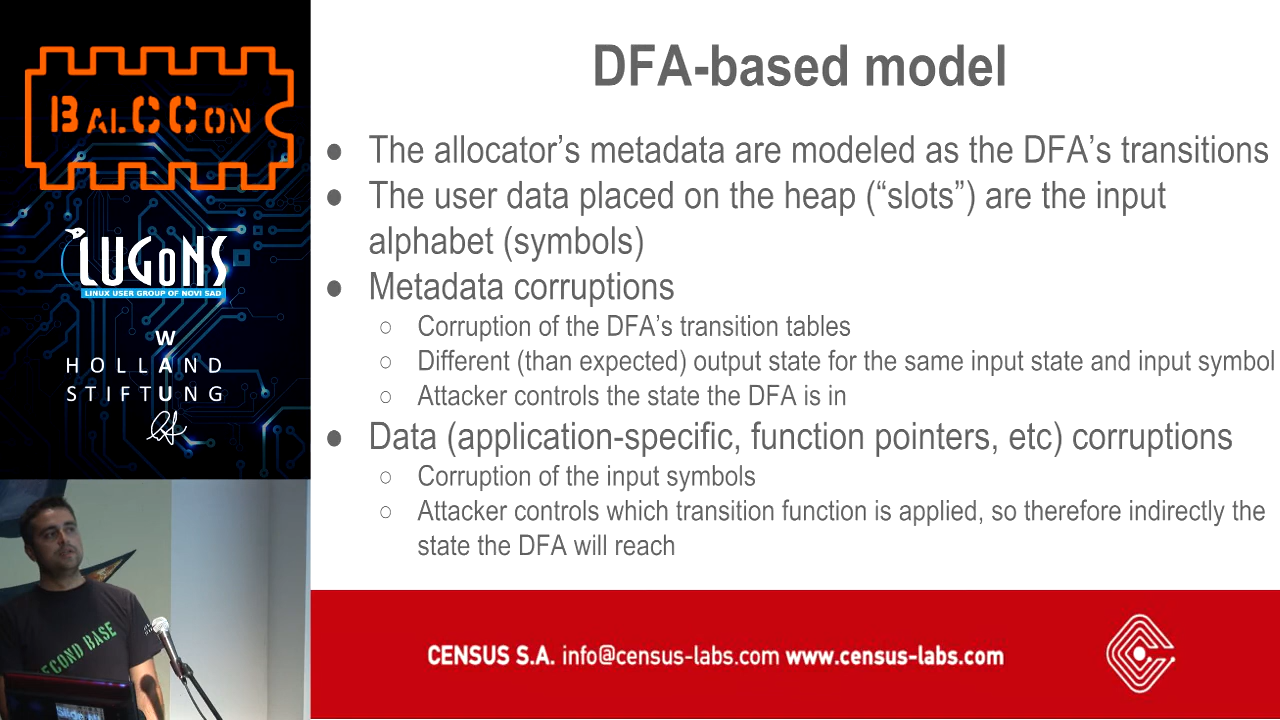 BALCCON
LUGONS
LINUX USER GROUP OF NOVI SAD
W
HOLLAND
STIFTUNG
DFA-based model
● The allocator’s metadata are modeled as the DFA’s transitions
● The user data placed on the heap (“slots”) are the input
alphabet (symbols)
● Metadata corruptions
○ Corruption of the DFA’s transition tables
○ Different (than expected) output state for the same input state and input symbol
○ Attacker controls the state the DFA is in
● Data (application-specific, function pointers, etc) corruptions
○ Corruption of the input symbols
○ Attacker controls which transition function is applied, so therefore indirectly the
state the DFA will reach
ECOND BASE
CENSUS S.A. info@census-labs.com www.census-labs.com